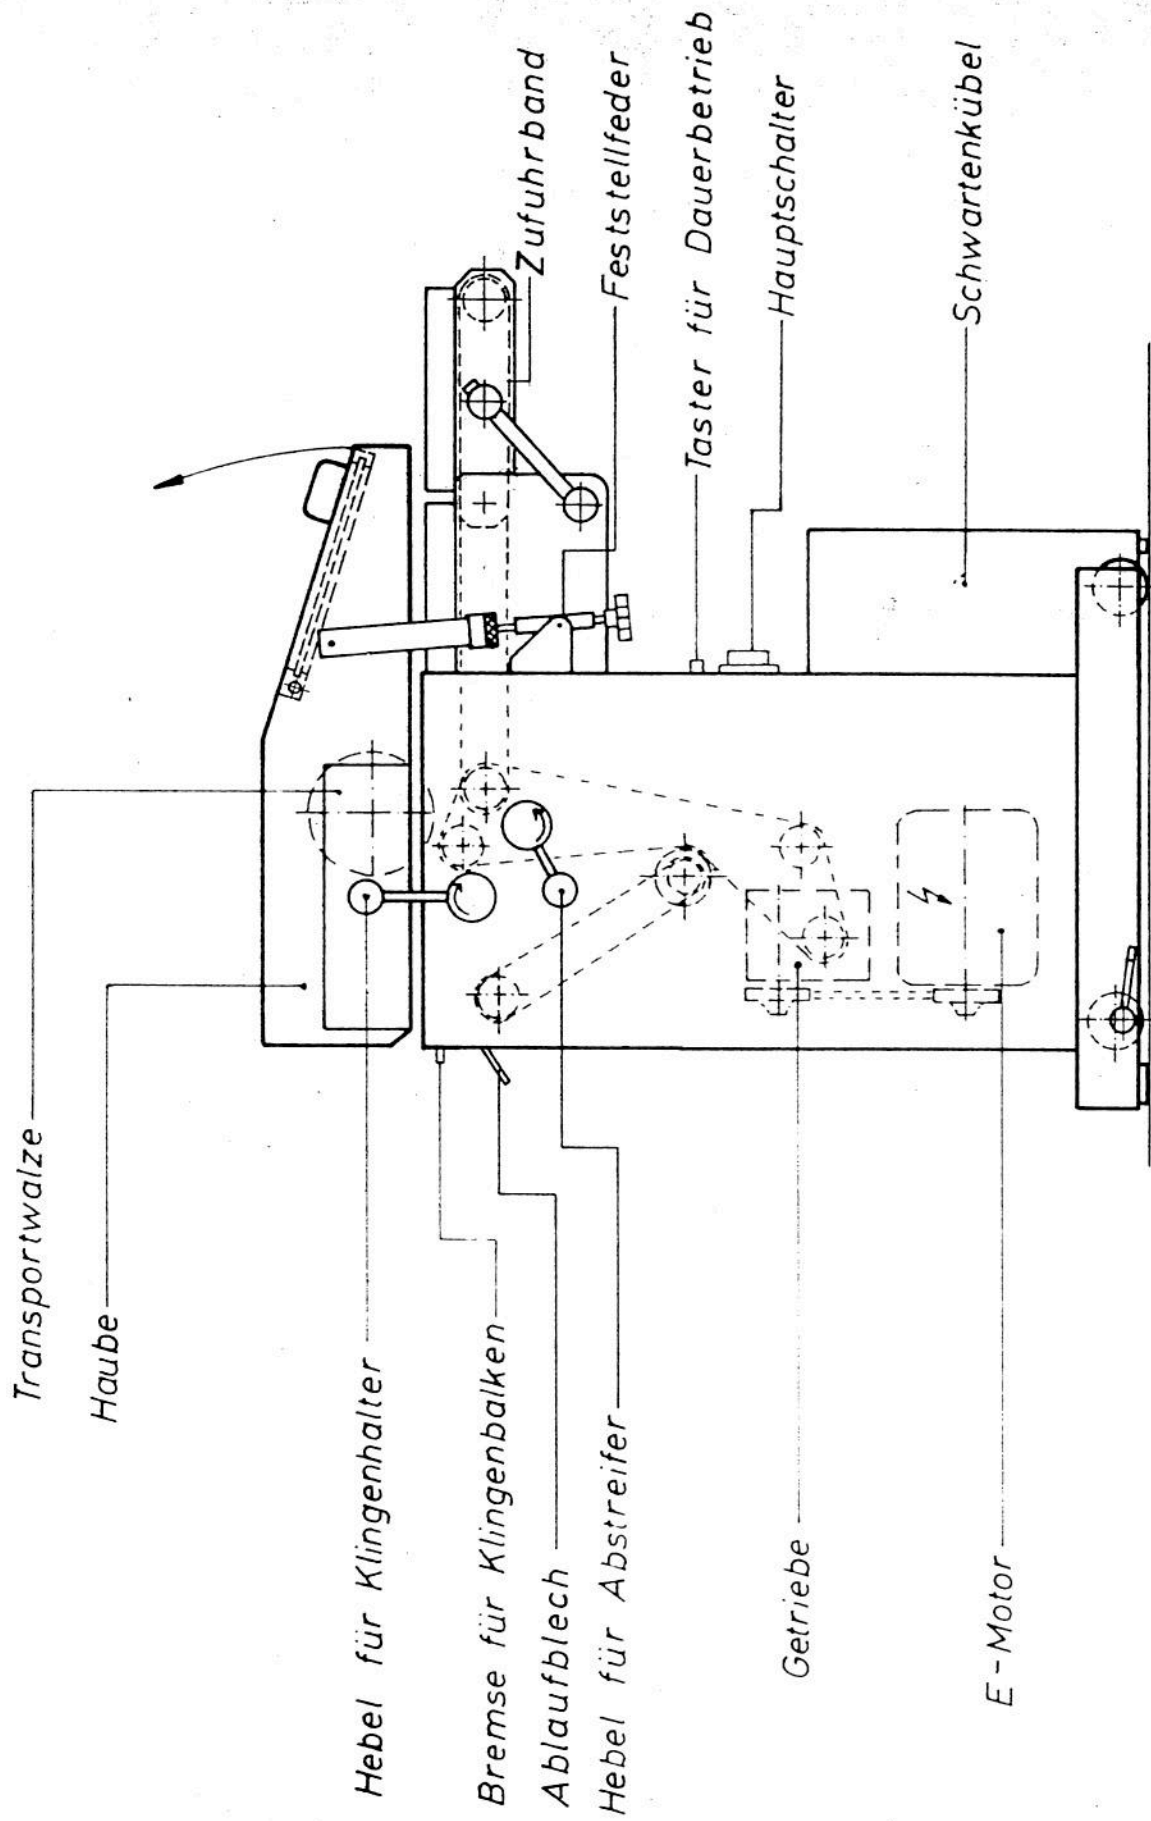 Transportwalze
Haube
Hebel für Klingenhalter
Bremse für Klingenbalken
Ablaufblech
Hebel für Abstreifer
Getriebe
E-Motor
Zufuhrband
Feststellfeder
Taster für Dauerbetrieb
Hauptschalter
Schwartenkübel